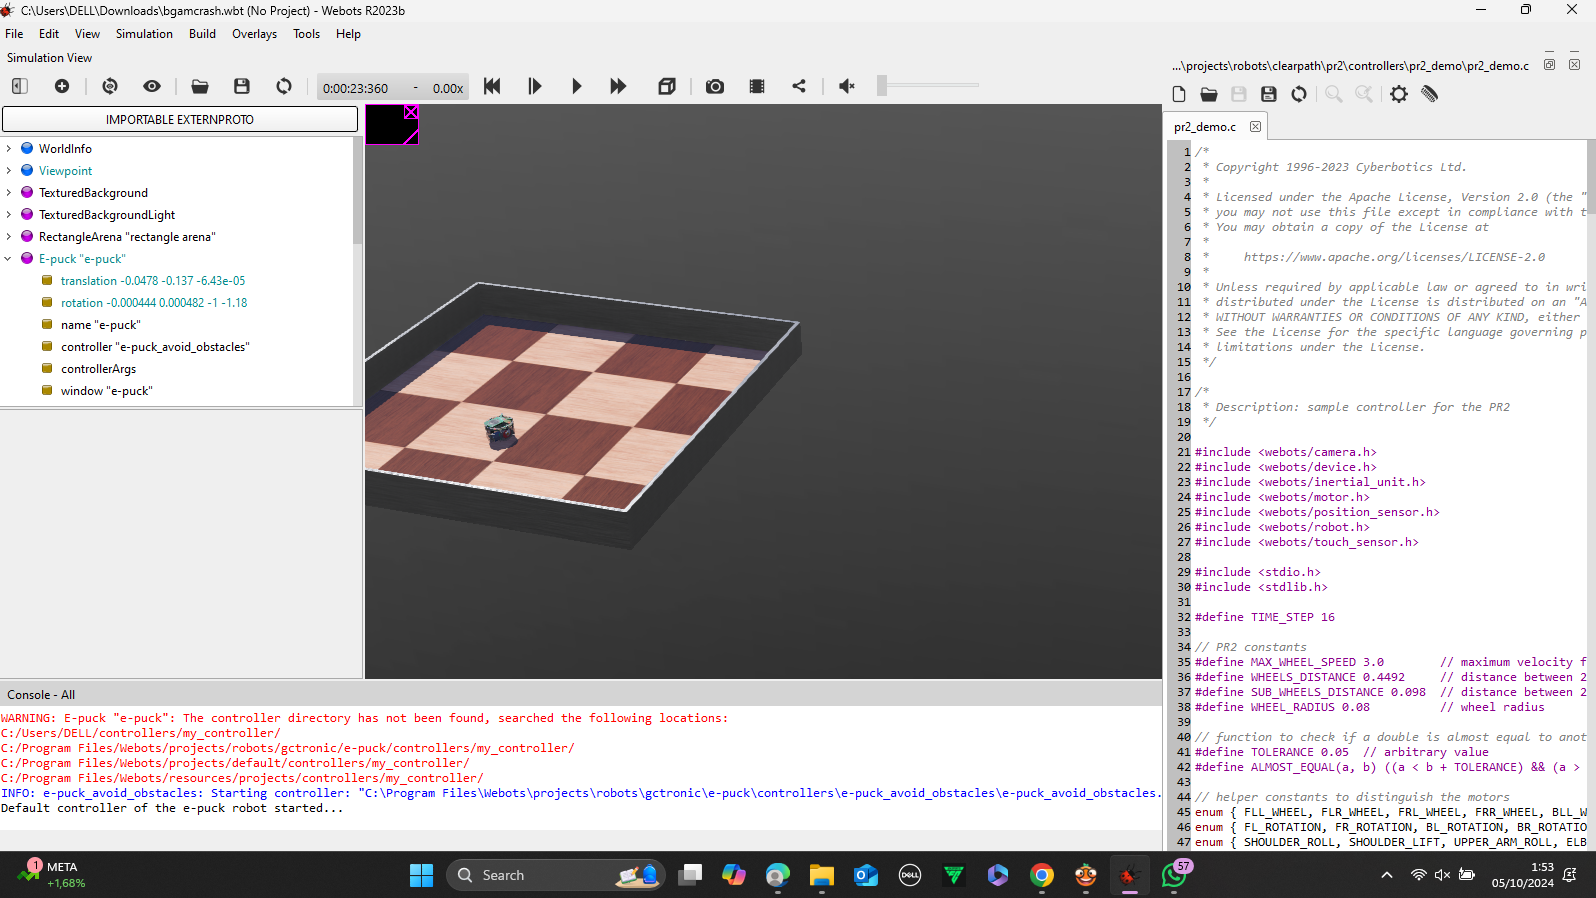 C:\Users\DELL\Downloads\bgamcrash.wbt (No Project) - Webots R2023b
File Edit View Simulation Build Overlays Tools Help
Simulation View
0:00:23:360 - 0.00x
IMPORTABLE EXTERNPROTO
WorldInfo
Viewpoint
TexturedBackground
TexturedBackgroundLight
RectangleArena "rectangle arena"
E-puck "e-puck"
translation -0.0478 -0.137 -6.43e-05
rotation -0.000444 0.000482 -1 -1.18
name "e-puck"
controller "e-puck_avoid_obstacles"
controllerArgs
window "e-puck"
Console - All
WARNING: E-puck "e-puck": The controller directory has not been found, searched the following locations:
C:/Users/DELL/controllers/my_controller/
C:/Program Files/Webots/projects/robots/gctronic/e-puck/controllers/my_controller/
C:/Program Files/Webots/projects/default/controllers/my_controller/
C:/Program Files/Webots/resources/projects/controllers/my_controller/
INFO: e-puck_avoid_obstacles: Starting controller: "C:\Program Files\Webots\projects\robots\gctronic\e-puck\controllers\e-puck_avoid_obstacles\e-puck_avoid_obstacles.
Default controller of the e-puck robot started...
...\projects\robots\clearpath\pr2\controllers\pr2_demo\pr2_demo.c
pr2_demo.c
1 /*
2  * Copyright 1996-2023 Cyberbotics Ltd.
3  *
4  * Licensed under the Apache License, Version 2.0 (the "
5  * you may not use this file except in compliance with t
6  * You may obtain a copy of the License at
7  *
8  *     https://www.apache.org/licenses/LICENSE-2.0
9  *
10  * Unless required by applicable law or agreed to in wri
11  * distributed under the License is distributed on an "A
12  * WITHOUT WARRANTIES OR CONDITIONS OF ANY KIND, either
13  * See the License for the specific language governing p
14  * limitations under the License.
15  */
16
17 /*
18  * Description: sample controller for the PR2
19  */
20
21 #include <webots/camera.h>
22 #include <webots/device.h>
23 #include <webots/inertial_unit.h>
24 #include <webots/motor.h>
25 #include <webots/position_sensor.h>
26 #include <webots/robot.h>
27 #include <webots/touch_sensor.h>
28
29 #include <stdio.h>
30 #include <stdlib.h>
31
32 #define TIME_STEP 16
33
34 // PR2 constants
35 #define MAX_WHEEL_SPEED 3.0        // maximum velocity f
36 #define WHEELS_DISTANCE 0.4492     // distance between 2
37 #define SUB_WHEELS_DISTANCE 0.098  // distance between 2
38 #define WHEEL_RADIUS 0.08          // wheel radius
39
40 // function to check if a double is almost equal to anot
41 #define TOLERANCE 0.05  // arbitrary value
42 #define ALMOST_EQUAL(a, b) ((a < b + TOLERANCE) && (a >
43
44 // helper constants to distinguish the motors
45 enum { FLL_WHEEL, FLR_WHEEL, FRL_WHEEL, FRR_WHEEL, BLL_W
46 enum { FL_ROTATION, FR_ROTATION, BL_ROTATION, BR_ROTATIO
47 enum { SHOULDER_ROLL, SHOULDER_LIFT, UPPER_ARM_ROLL, ELB
1
META
+1,68%
Search
DELL
57
1:53
05/10/2024